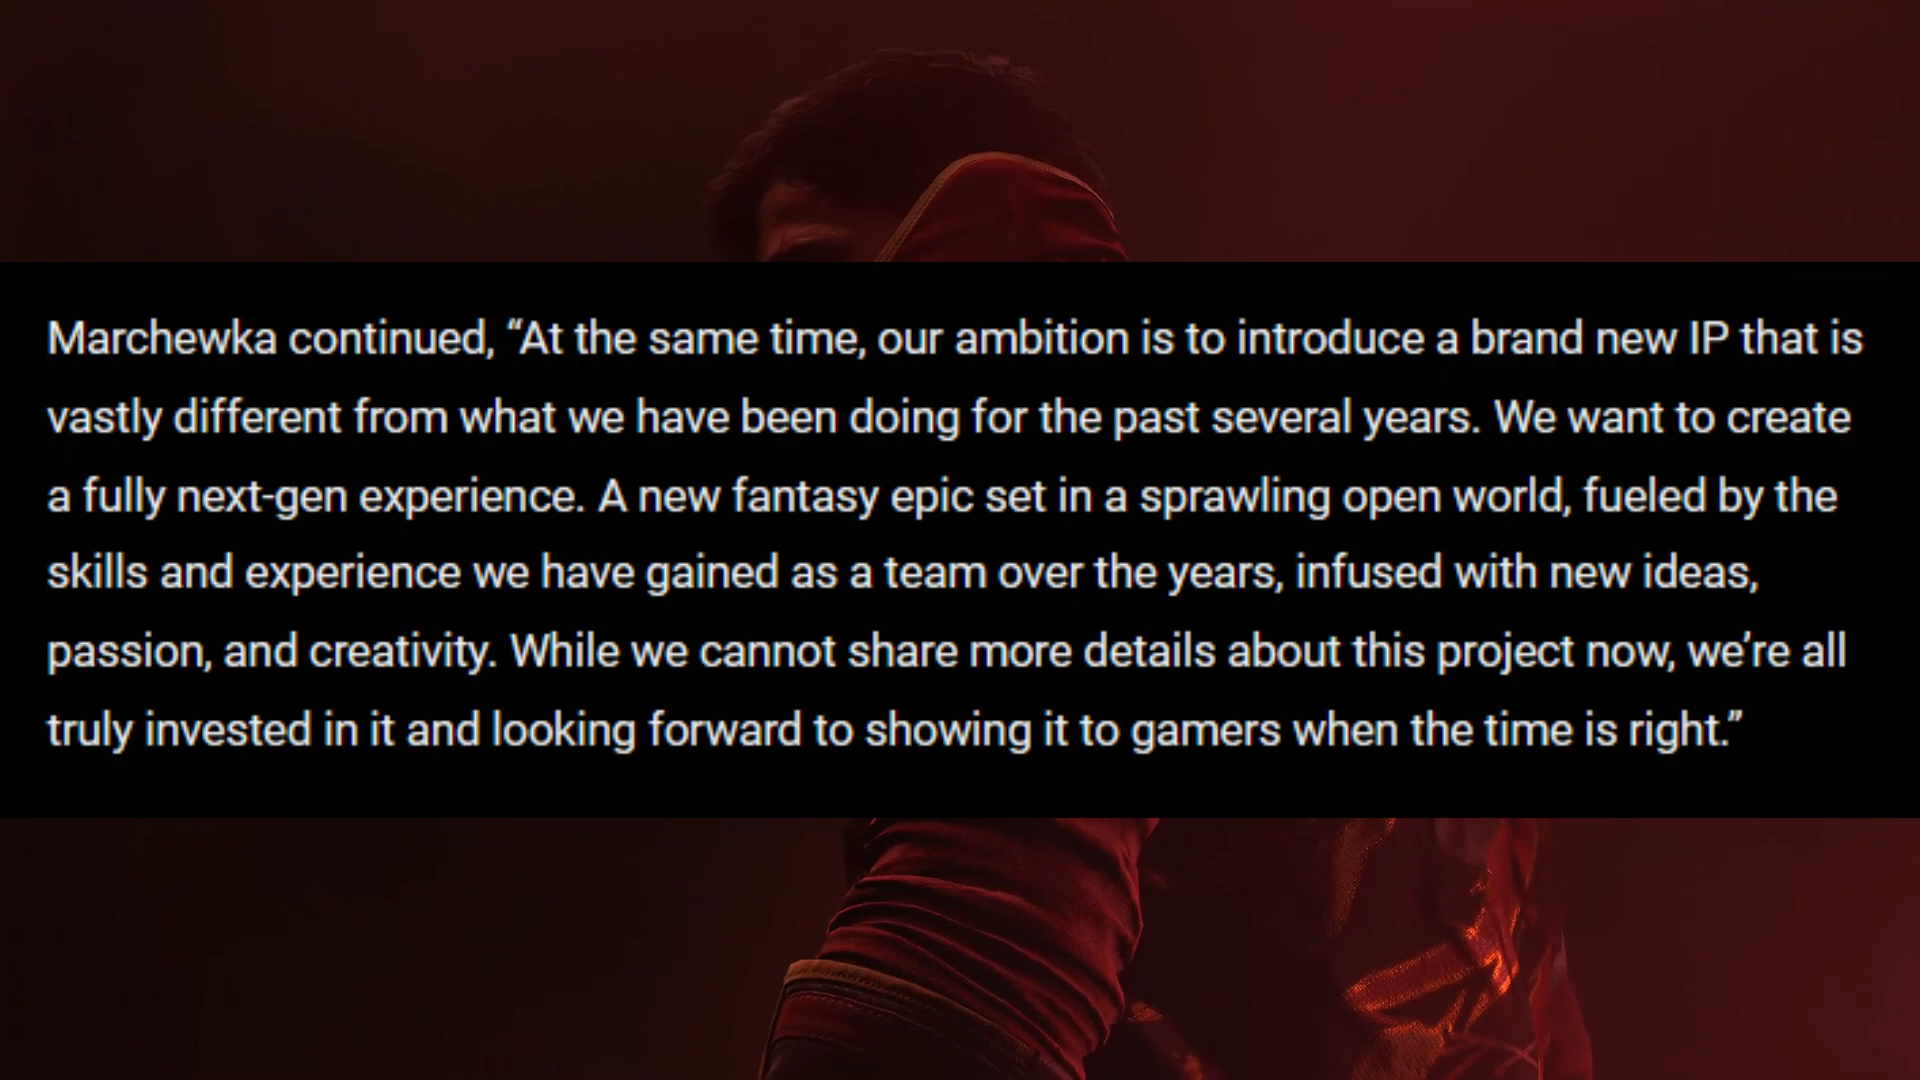 Marchewka continued, “At the same time, our ambition is to introduce a brand new IP that is
vastly different from what we have been doing for the past several years. We want to create
a fully next-gen experience. A new fantasy epic set in a sprawling open world, fueled by the
skills and experience we have gained as a team over the years, infused with new ideas,
passion, and creativity. While we cannot share more details about this project now, we’re all
truly invested in it and looking forward to showing it to gamers when the time is right.”